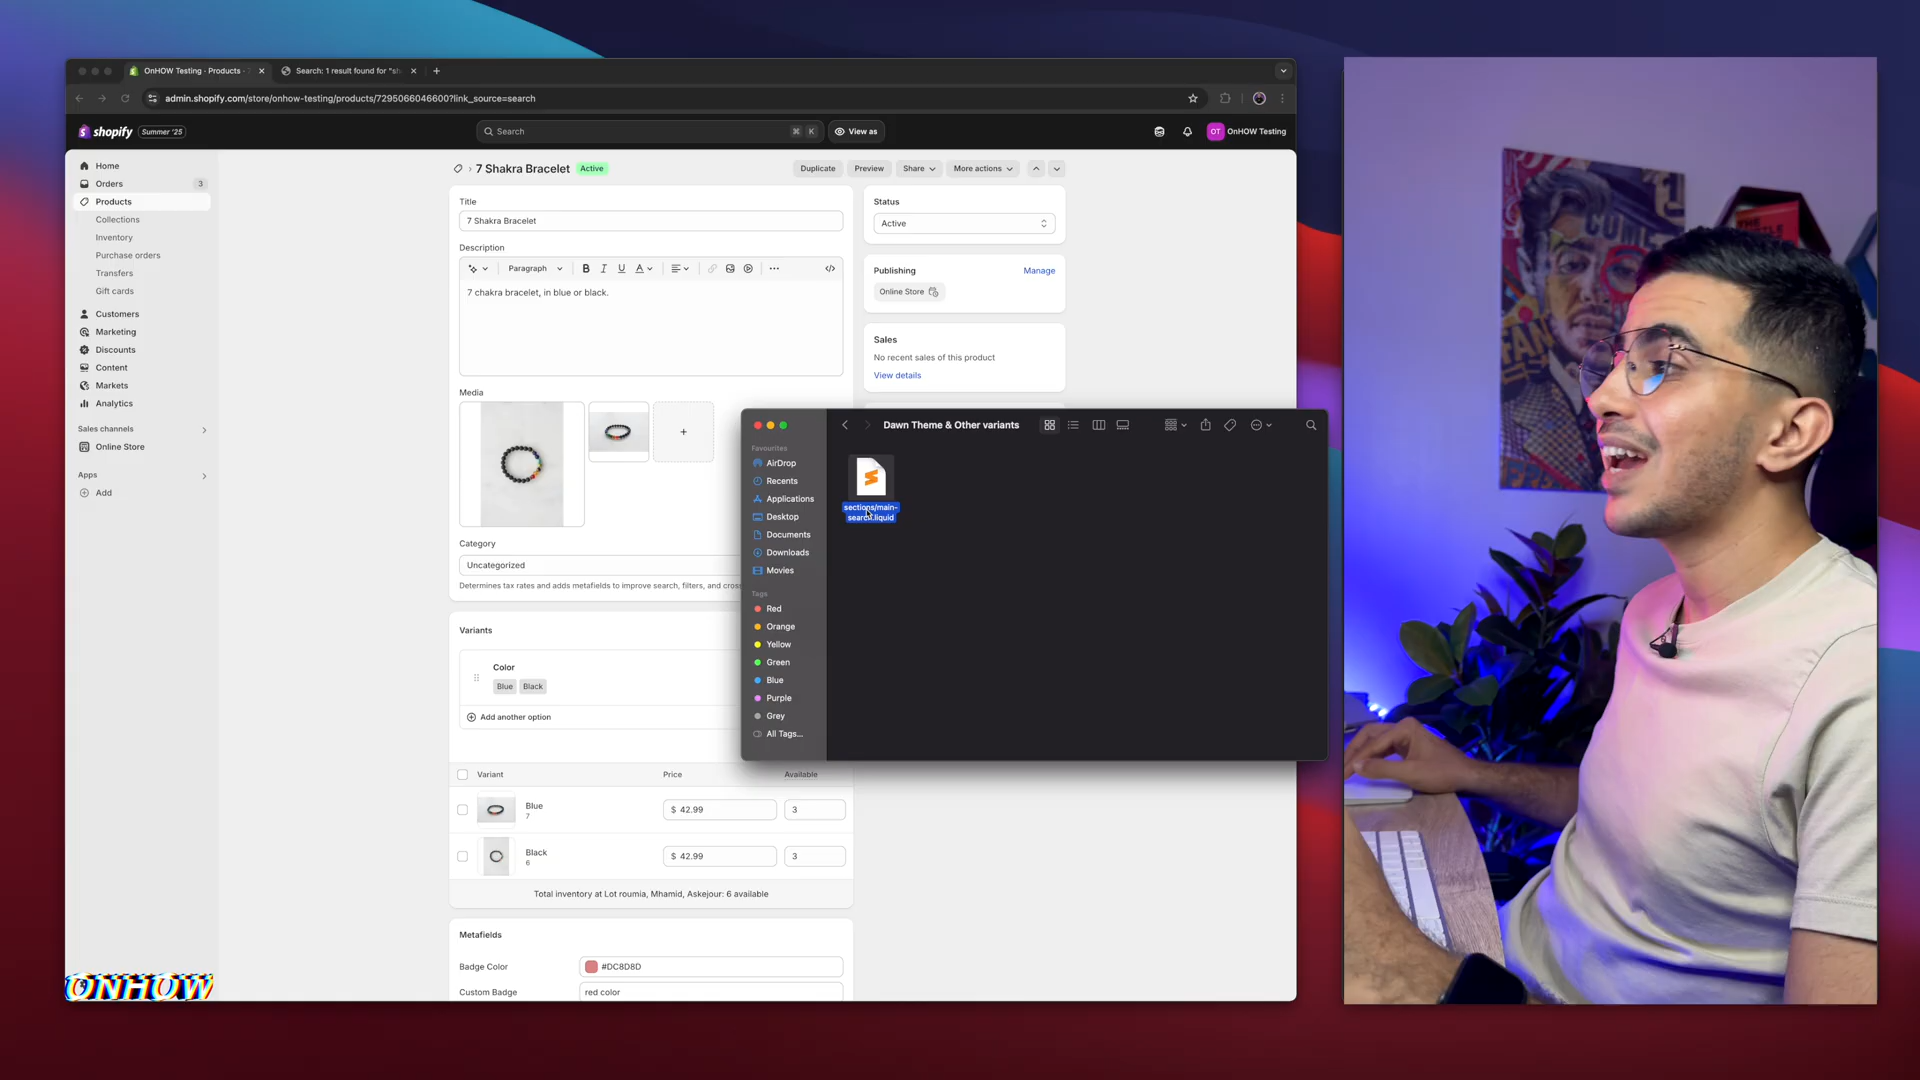 OnHOW Testing · Products ·
Search: 1 result found for "sh
admin.shopify.com/store/onhow-testing/products/7295066046600?link_source=search
shopify
Summer '25
Search
⌘ K
View as
OT
OnHOW Testing
Home
Orders
3
Products
Collections
Inventory
Purchase orders
Transfers
Gift cards
Customers
Marketing
Discounts
Content
Markets
Analytics
Sales channels
Online Store
Apps
Add
7 Shakra Bracelet
Active
Duplicate
Preview
Share
More actions
Title
7 Shakra Bracelet
Description
Paragraph
B I U A
7 chakra bracelet, in blue or black.
Media
Category
Uncategorized
Determines tax rates and adds metafields to improve search, filters, and cros
Variants
Color
Blue
Black
Add another option
Variant
Price
Available
Blue
7
$ 42.99
3
Black
6
$ 42.99
3
Total inventory at Lot roumia, Mhamid, Askejour: 6 available
Metafields
Badge Color
#DC8D8D
Custom Badge
red color
Status
Active
Publishing
Manage
Online Store
Sales
No recent sales of this product
View details
Dawn Theme & Other variants
Favourites
AirDrop
Recents
Applications
Desktop
Documents
Downloads
Movies
Tags
Red
Orange
Yellow
Green
Blue
Purple
Grey
All Tags...
sections/main-
search.liquid
ONHOW